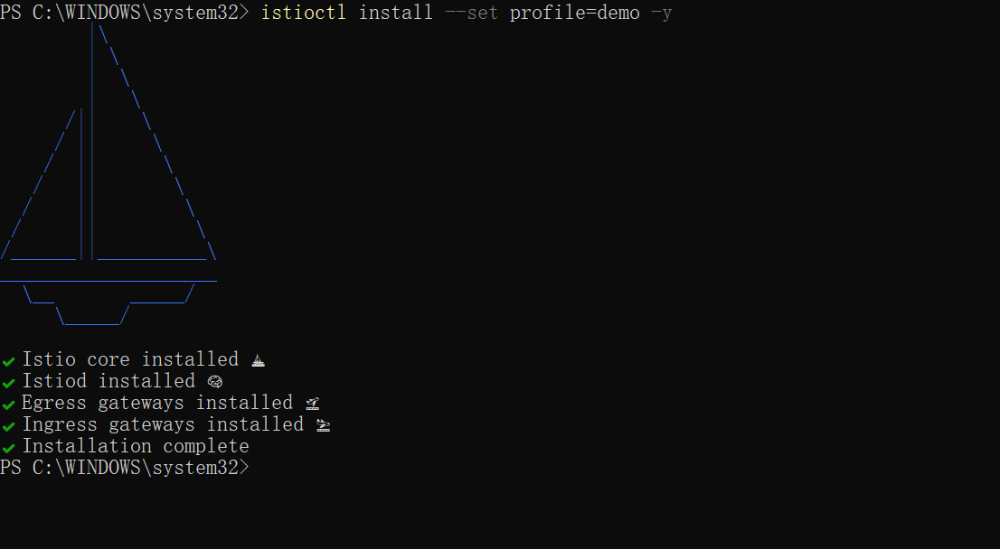 PS C:\WINDOWS\system32> istioctl install --set profile=demo -y
✔ Istio core installed ⛵️
✔ Istiod installed 🧠
✔ Egress gateways installed 🛫
✔ Ingress gateways installed 🛬
✔ Installation complete
PS C:\WINDOWS\system32>